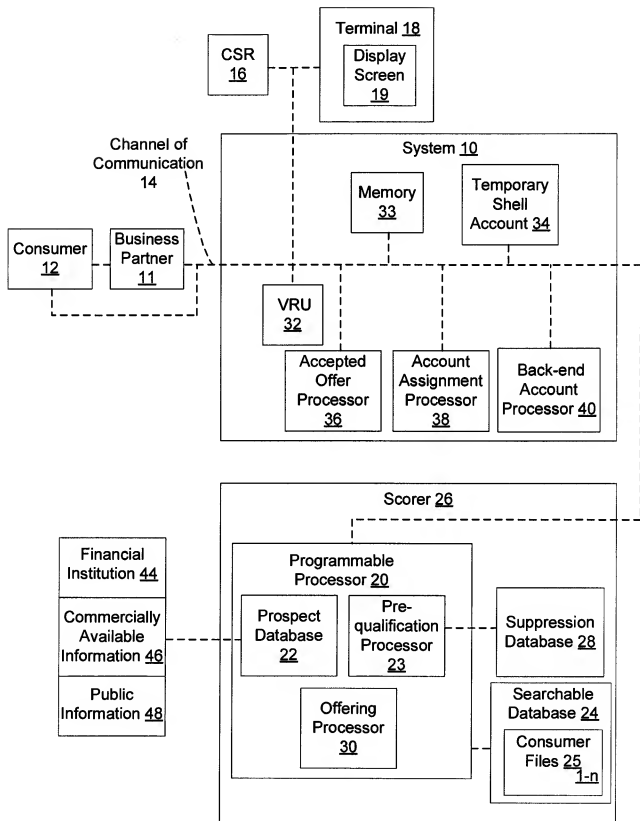 Terminal 18
CSR
16
Display
Screen
19
Channel of
Communication
14
System 10
Memory
33
Temporary
Shell
Account 34
Consumer
12
Business
Partner
11
VRU
32
Accepted
Offer
Processor
36
Account
Assignment
Processor
38
Back-end
Account
Processor 40
Scorer 26
Financial
Institution 44
Commercially
Available
Information 46
Public
Information 48
Programmable
Processor 20
Prospect
Database
22
Pre-
qualification
Processor
23
Offering
Processor
30
Suppression
Database 28
Searchable
Database 24
Consumer
Files 25
1-n